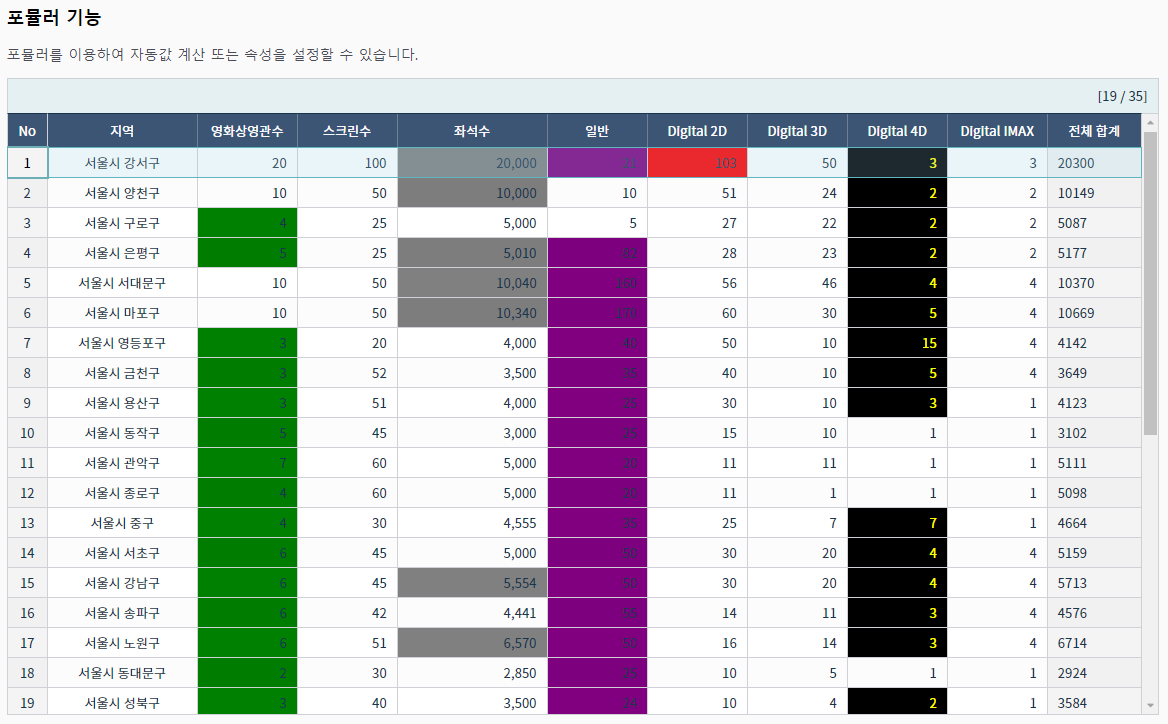 포뮬러 기능
포뮬러를 이용하여 자동값 계산 또는 속성을 설정할 수 있습니다.
[19 / 35]
No 지역 영화상영관수 스크린수 좌석수 일반 Digital 2D Digital 3D Digital 4D Digital IMAX 전체 합계
1 서울시 강서구 20 100 20,000 21 103 50 3 3 20300
2 서울시 양천구 10 50 10,000 10 51 24 2 2 10149
3 서울시 구로구 4 25 5,000 5 27 22 2 2 5087
4 서울시 은평구 5 25 5,010 82 28 23 2 2 5177
5 서울시 서대문구 10 50 10,040 160 56 46 4 4 10370
6 서울시 마포구 10 50 10,340 170 60 30 5 4 10669
7 서울시 영등포구 3 20 4,000 40 50 10 15 4 4142
8 서울시 금천구 3 52 3,500 35 40 10 5 4 3649
9 서울시 용산구 3 51 4,000 25 30 10 3 1 4123
10 서울시 동작구 5 45 3,000 25 15 10 1 1 3102
11 서울시 관악구 7 60 5,000 20 11 11 1 1 5111
12 서울시 종로구 4 60 5,000 20 11 1 1 1 5098
13 서울시 중구 4 30 4,555 35 25 7 7 1 4664
14 서울시 서초구 6 45 5,000 50 30 20 4 4 5159
15 서울시 강남구 6 45 5,554 50 30 20 4 4 5713
16 서울시 송파구 6 42 4,441 55 14 11 3 4 4576
17 서울시 노원구 6 51 6,570 50 16 14 3 4 6714
18 서울시 동대문구 2 30 2,850 25 10 5 1 1 2924
19 서울시 성북구 3 40 3,500 24 10 4 2 1 3584